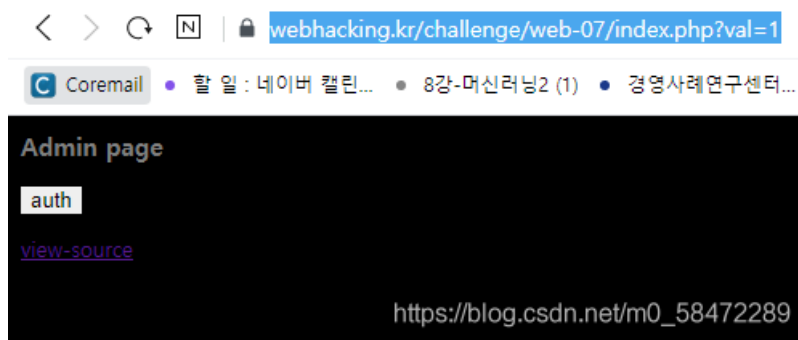 webhacking.kr/challenge/web-07/index.php?val=1
C Coremail 할 일 : 네이버 캘린... 8강-머신러닝2 (1) 경영사례연구센터...
Admin page
auth
view-source
https://blog.csdn.net/m0_58472289